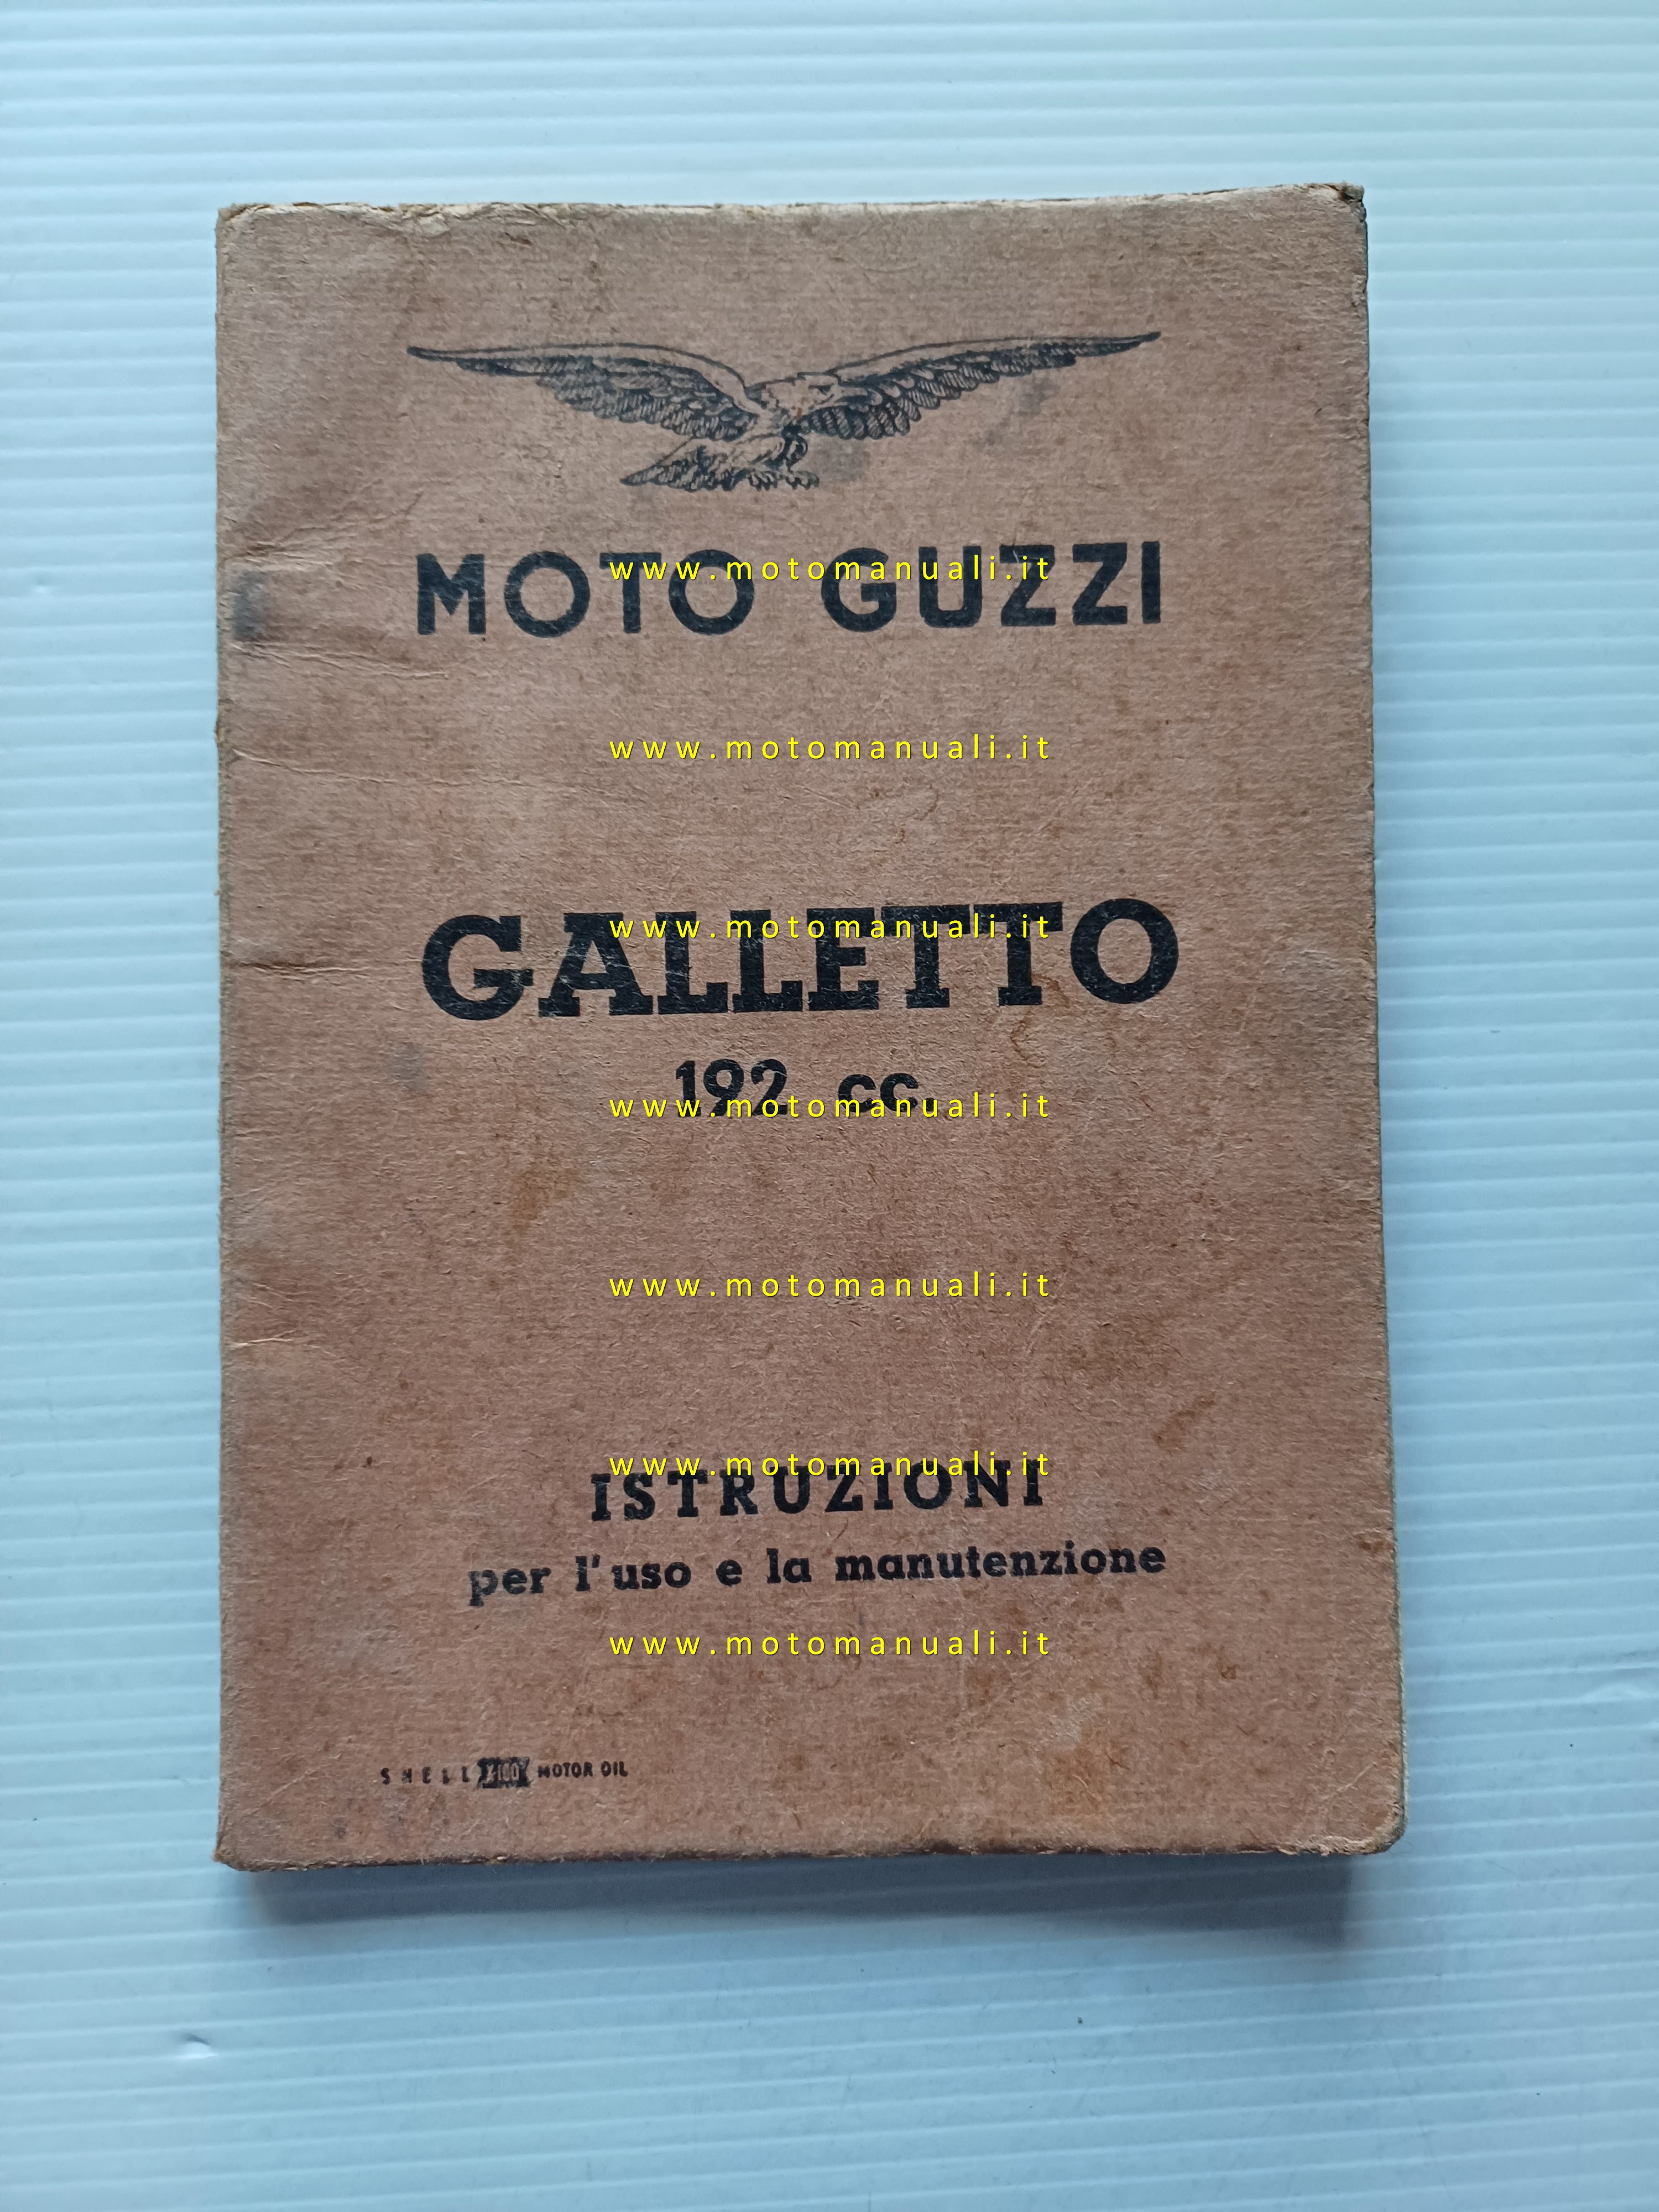 MOTO GUZZI
www.motomanuali.it
www.motomanuali.it
GALLETTO
www.motomanuali.it
192 cc.
www.motomanuali.it
www.motomanuali.it
www.motomanuali.it
ISTRUZIONI
per l'uso e la manutenzione
www.motomanuali.it
SHELL X-100 MOTOR OIL